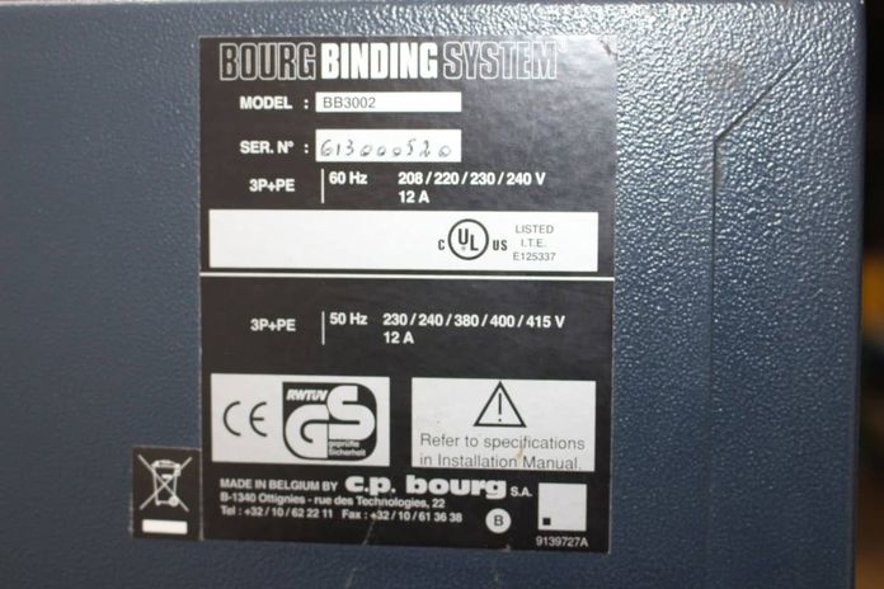 BOURG BINDING SYSTEM
MODEL : BB3002
SER. N° : 613000520
3P+PE 60 Hz 208 / 220 / 230 / 240 V
12 A
C UL US LISTED
I.T.E.
E125337
3P+PE 50 Hz 230 / 240 / 380 / 400 / 415 V
12 A
CE RWTÜV
GS
geprüfte
Sicherheit
Refer to specifications
in Installation Manual.
MADE IN BELGIUM BY c.p. bourg S.A.
B-1340 Ottignies - rue des Technologies, 22
Tel : +32 / 10 / 62 22 11 Fax : +32 / 10 / 61 36 38
B
9139727A